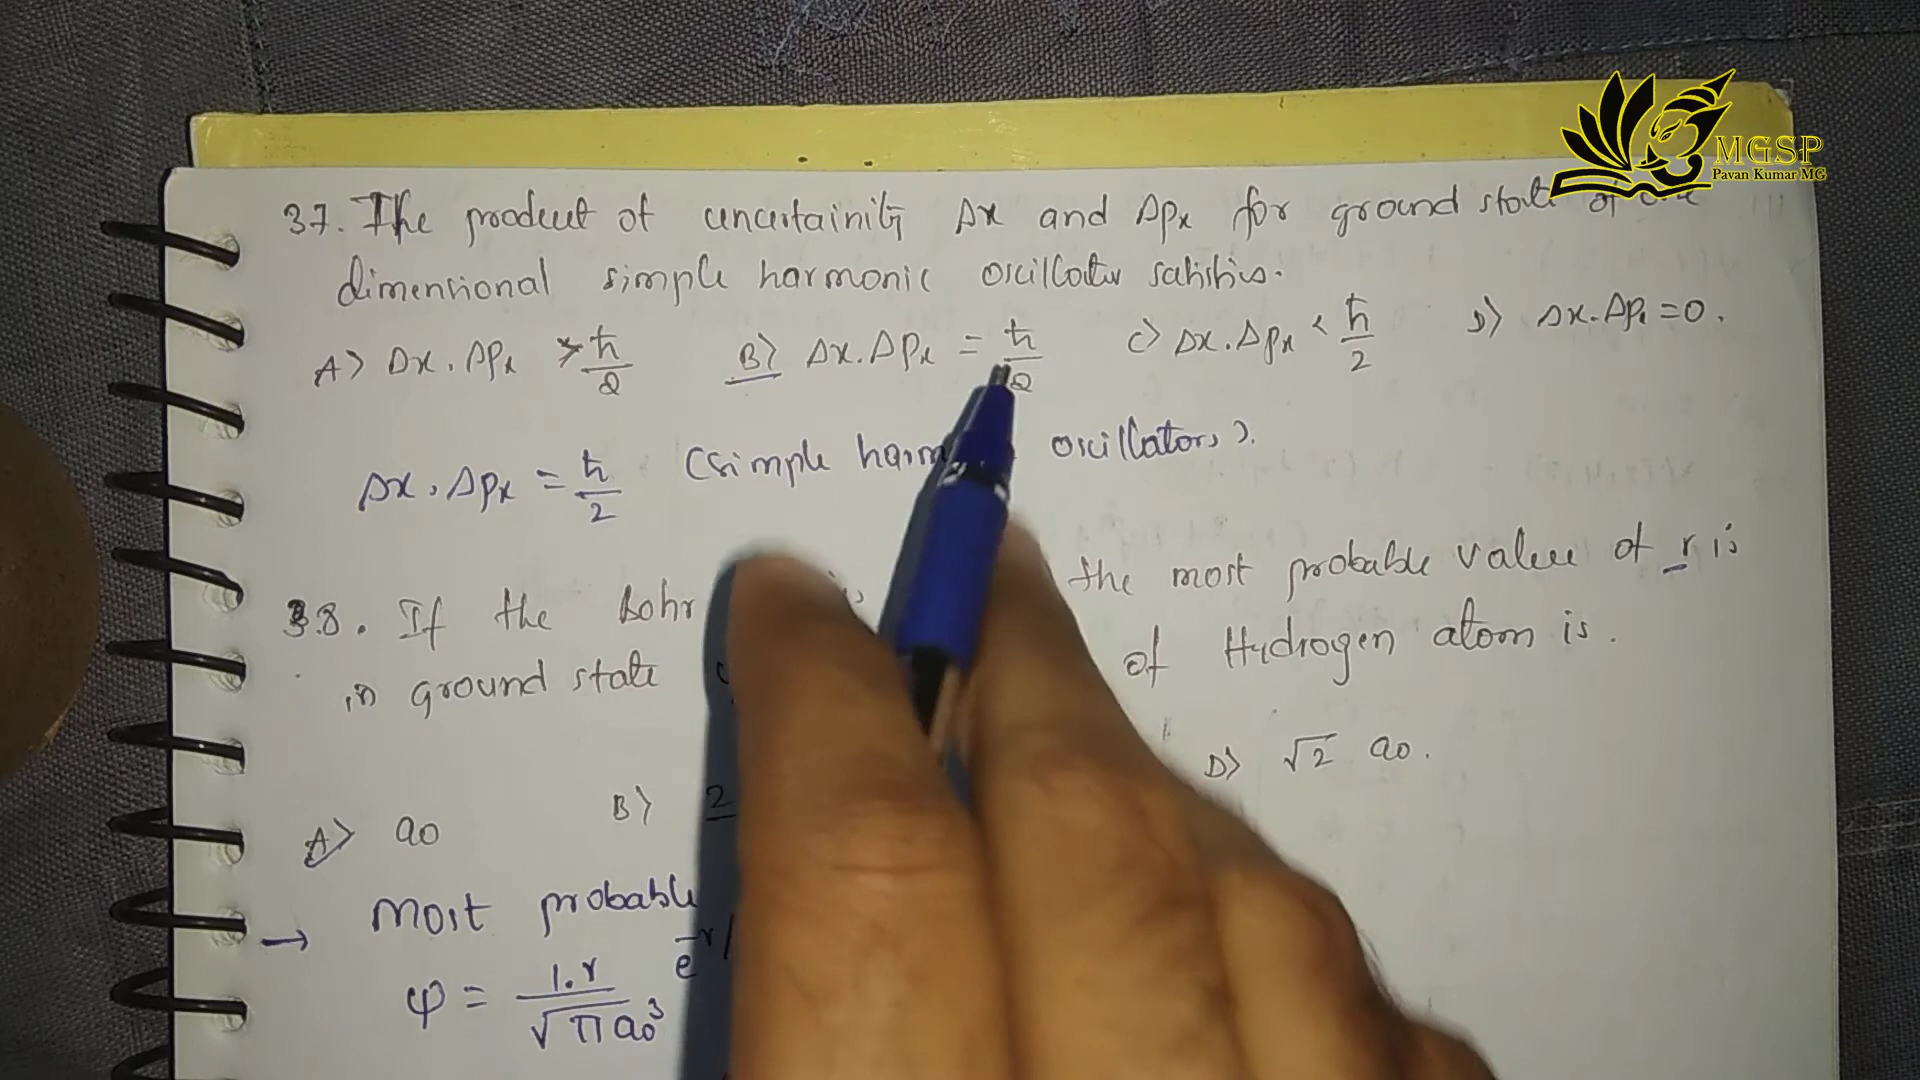 MGSP
Pavan Kumar MG
37. The product of uncertainity Δx and Δpx for ground state of
dimensional simple harmonic oscillator satisfies.
A> Δx. Δpx > ħ/2 B> Δx. Δpx = ħ/2 C> Δx. Δpx < ħ/2 D> Δx. Δpx = 0.
Δx. Δpx = ħ/2 (simple oscillators).
38. If the Bohr the most probable value of r is
in ground state of Hydrogen atom is.
A> a0 B> 2 D> √2 a0.
→ Most probable
φ = 1.r/√πa0³ e